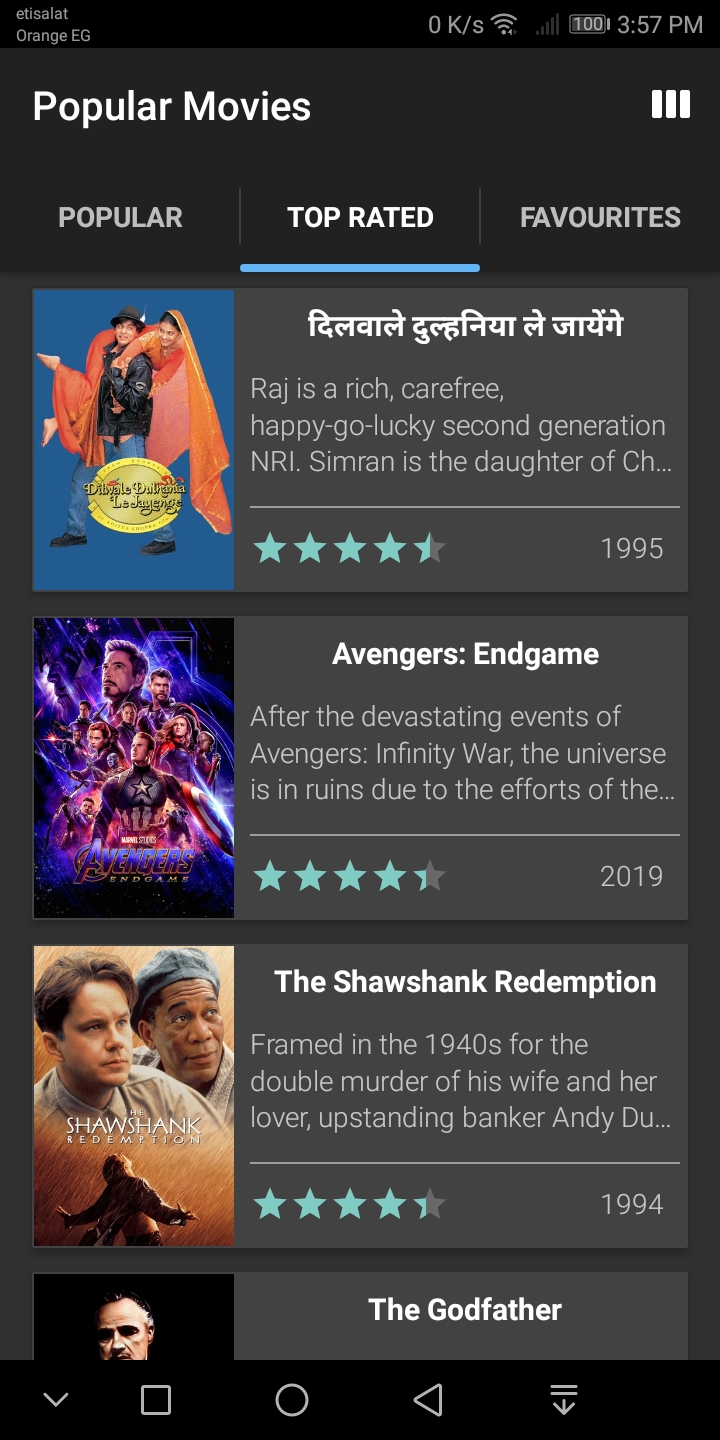 etisalat
Orange EG
0 K/s
100
3:57 PM
Popular Movies
POPULAR
TOP RATED
FAVOURITES
Dilwale Dulhania
Le Jayenge
दिलवाले दुल्हनिया ले जायेंगे
Raj is a rich, carefree,
happy-go-lucky second generation
NRI. Simran is the daughter of Ch...
1995
MARVEL STUDIOS
AVENGERS
ENDGAME
Avengers: Endgame
After the devastating events of
Avengers: Infinity War, the universe
is in ruins due to the efforts of the...
2019
THE
SHAWSHANK
REDEMPTION
The Shawshank Redemption
Framed in the 1940s for the
double murder of his wife and her
lover, upstanding banker Andy Du...
1994
The Godfather